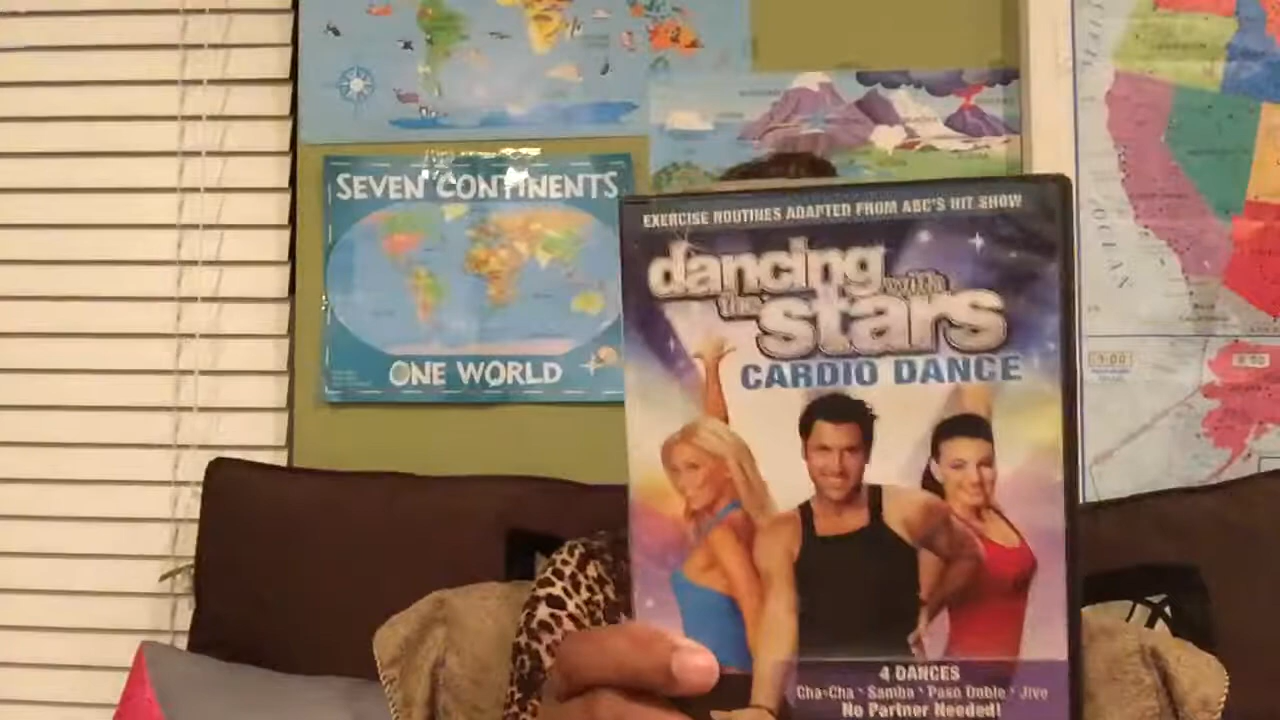 SEVEN CONTINENTS
ONE WORLD
EXERCISE ROUTINES ADAPTED FROM ABC'S HIT SHOW
dancing with
the stars
CARDIO DANCE
4 DANCES
Cha-Cha • Samba • Paso Doble • Jive
No Partner Needed!